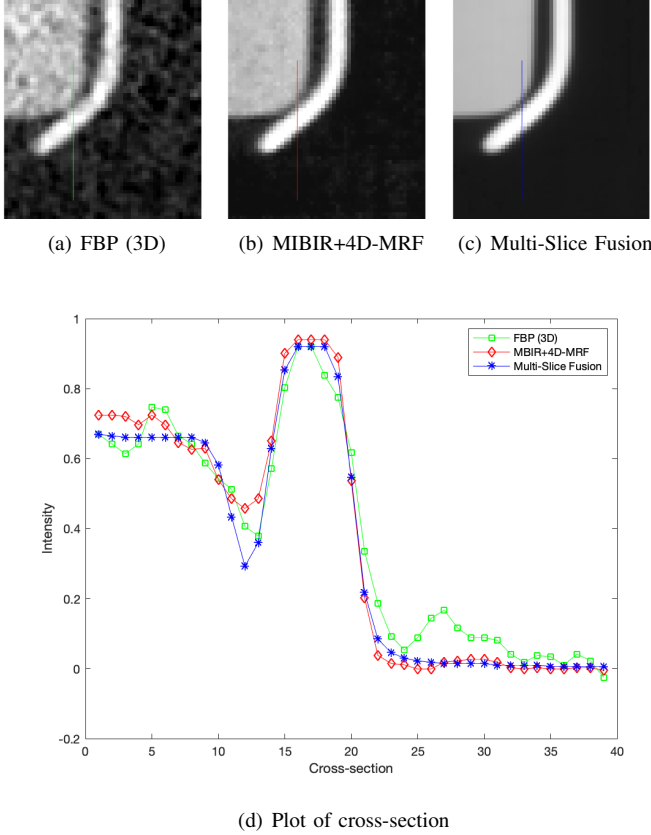 (a) FBP (3D)
(b) MIBIR+4D-MRF
(c) Multi-Slice Fusion
1
0.8
0.6
0.4
0.2
0
-0.2
Intensity
FBP (3D)
MBIR+4D-MRF
Multi-Slice Fusion
0 5 10 15 20 25 30 35 40
Cross-section
(d) Plot of cross-section